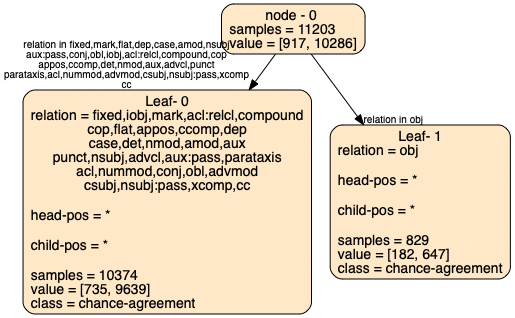 node - 0
samples = 11203
value = [917, 10286]
relation in fixed,mark,flat,dep,case,amod,nsubj
aux:pass,conj,obl,iobj,acl:relcl,compound,cop
appos,ccomp,det,nmod,aux,advcl,punct
parataxis,acl,nummod,advmod,csubj,nsubj:pass,xcomp
cc
relation in obj
Leaf- 0
relation = fixed,iobj,mark,acl:relcl,compound
cop,flat,appos,ccomp,dep
case,det,nmod,amod,aux
punct,nsubj,advcl,aux:pass,parataxis
acl,nummod,conj,obl,advmod
csubj,nsubj:pass,xcomp,cc
head-pos = *
child-pos = *
samples = 10374
value = [735, 9639]
class = chance-agreement
Leaf- 1
relation = obj
head-pos = *
child-pos = *
samples = 829
value = [182, 647]
class = chance-agreement